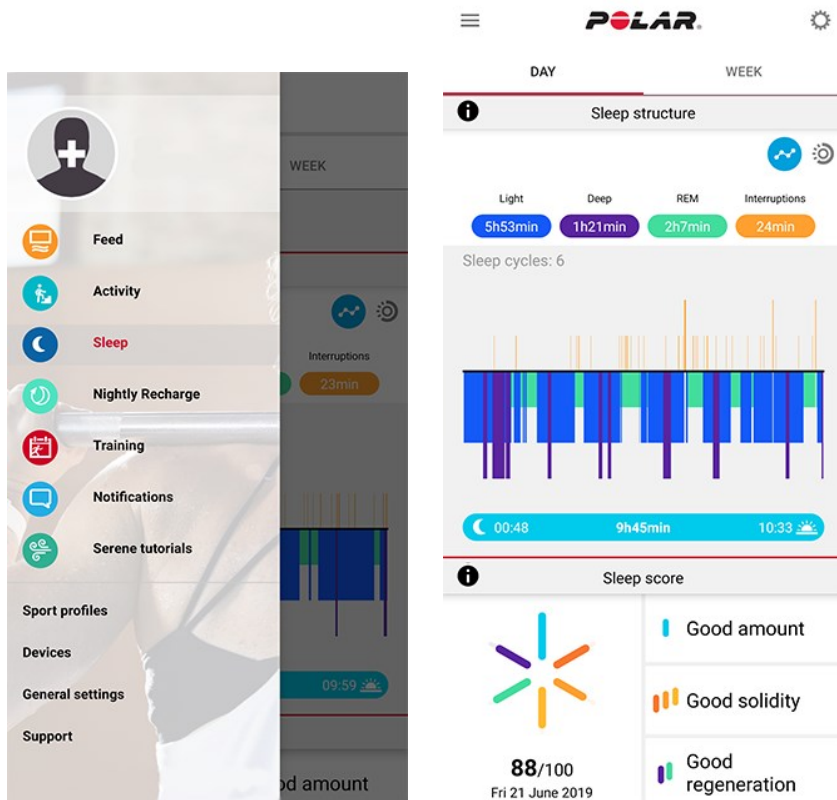 WEEK
Feed
Activity
Sleep
Interruptions
23min
Nightly Recharge
Training
Notifications
Serene tutorials
Sport profiles
Devices
General settings
09:59
Support
od amount
POLAR.
DAY WEEK
Sleep structure
Light Deep REM Interruptions
5h53min 1h21min 2h7min 24min
Sleep cycles: 6
00:48 9h45min 10:33
Sleep score
Good amount
Good solidity
88/100
Fri 21 June 2019
Good
regeneration